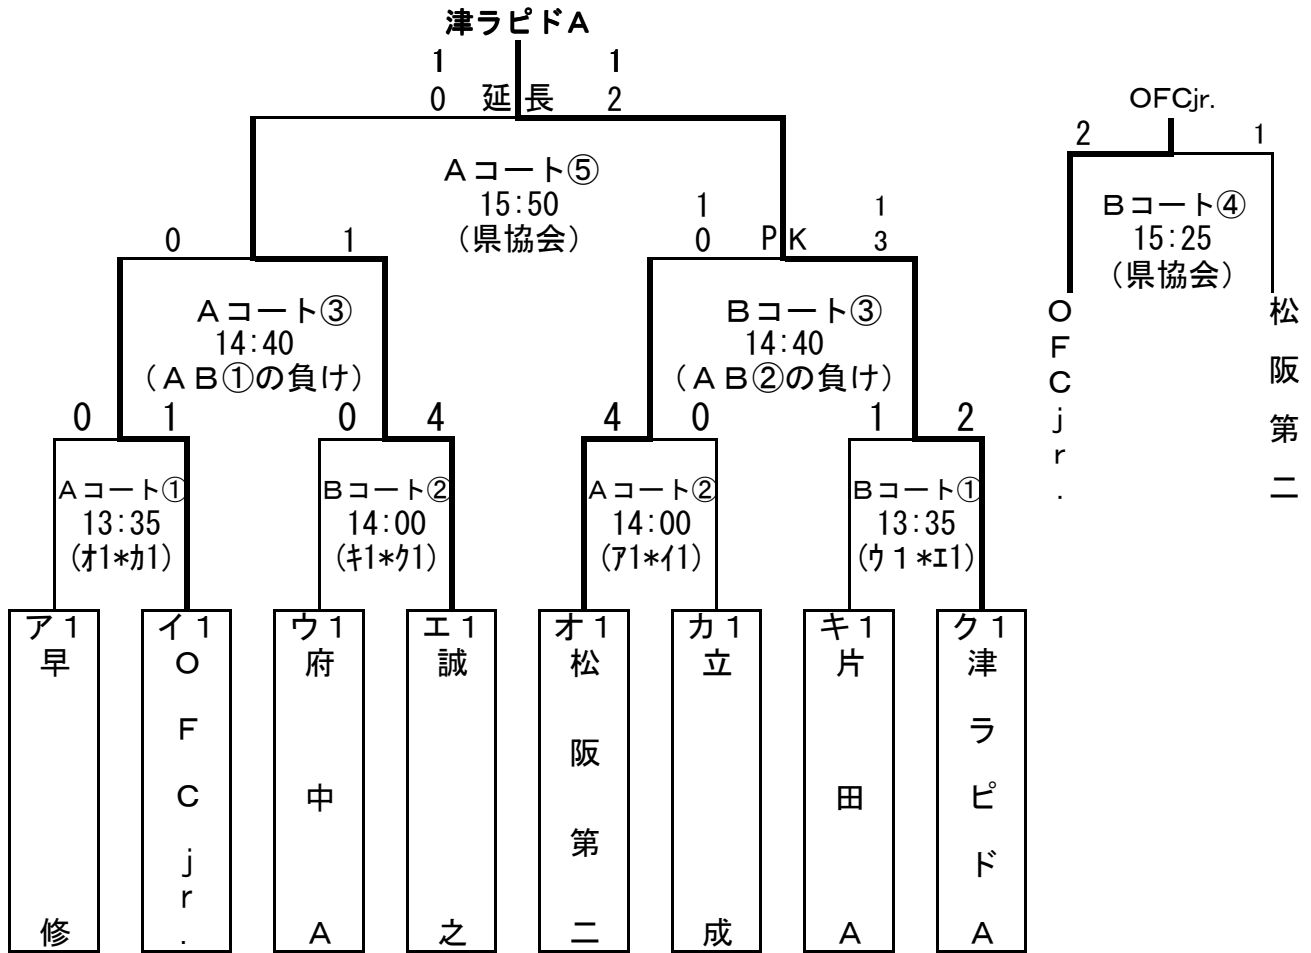 津ラピドA
1 1
0 延長 2
Aコート⑤
15:50
(県協会)
0 1
1 1
0 PK 3
Aコート③
14:40
(AB①の負け)
Bコート③
14:40
(AB②の負け)
0 1 0 4 4 0 1 2
Aコート①
13:35
(ｵ1*ｶ1)
Bコート②
14:00
(ｷ1*ｸ1)
Aコート②
14:00
(ｱ1*ｲ1)
Bコート①
13:35
(ｳ１*ｴ1)
ア1
早修
イ1
OFCjr.
ウ1
府中A
エ1
誠之
オ1
松阪第二
カ1
立成
キ1
片田A
ク1
津ラピドA
OFCjr.
2 1
Bコート④
15:25
(県協会)
OFCjr.
松阪第二